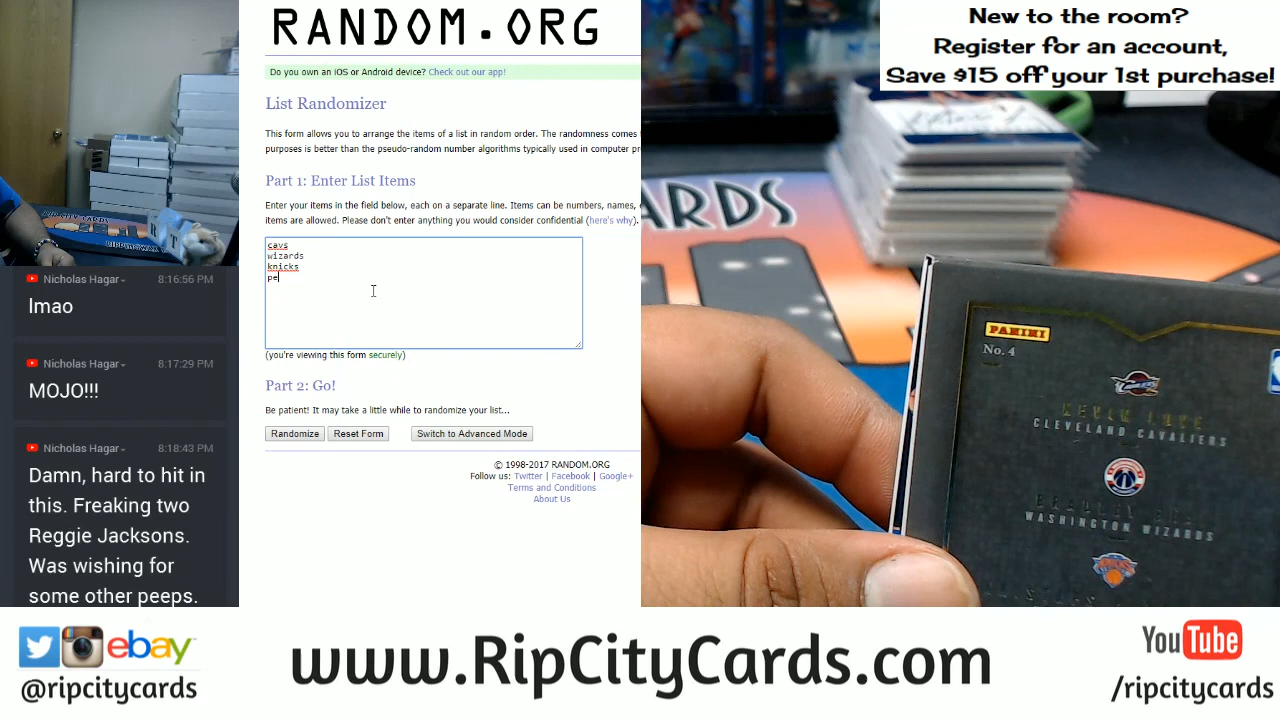 RANDOM.ORG
Do you own an iOS or Android device? Check out our app!
List Randomizer
This form allows you to arrange the items of a list in random order. The randomness comes
purposes is better than the pseudo-random number algorithms typically used in computer pr
Part 1: Enter List Items
Enter your items in the field below, each on a separate line. Items can be numbers, names,
items are allowed. Please don't enter anything you would consider confidential (here's why).
cavs
wizards
knicks
pe
(you're viewing this form securely)
Part 2: Go!
Be patient! It may take a little while to randomize your list...
Randomize
Reset Form
Switch to Advanced Mode
© 1998-2017 RANDOM.ORG
Follow us: Twitter | Facebook | Google+
Terms and Conditions
About Us
Nicholas Hagar 8:16:56 PM
lmao
Nicholas Hagar 8:17:29 PM
MOJO!!!
Nicholas Hagar 8:18:43 PM
Damn, hard to hit in
this. Freaking two
Reggie Jacksons.
Was wishing for
some other peeps.
New to the room?
Register for an account,
Save $15 off your 1st purchase!
ARDS
PANINI
No. 4
KEVIN LOVE
CLEVELAND CAVALIERS
WASHINGTON WIZARDS
ebay
@ripcitycards
www.RipCityCards.com
YouTube
/ripcitycards